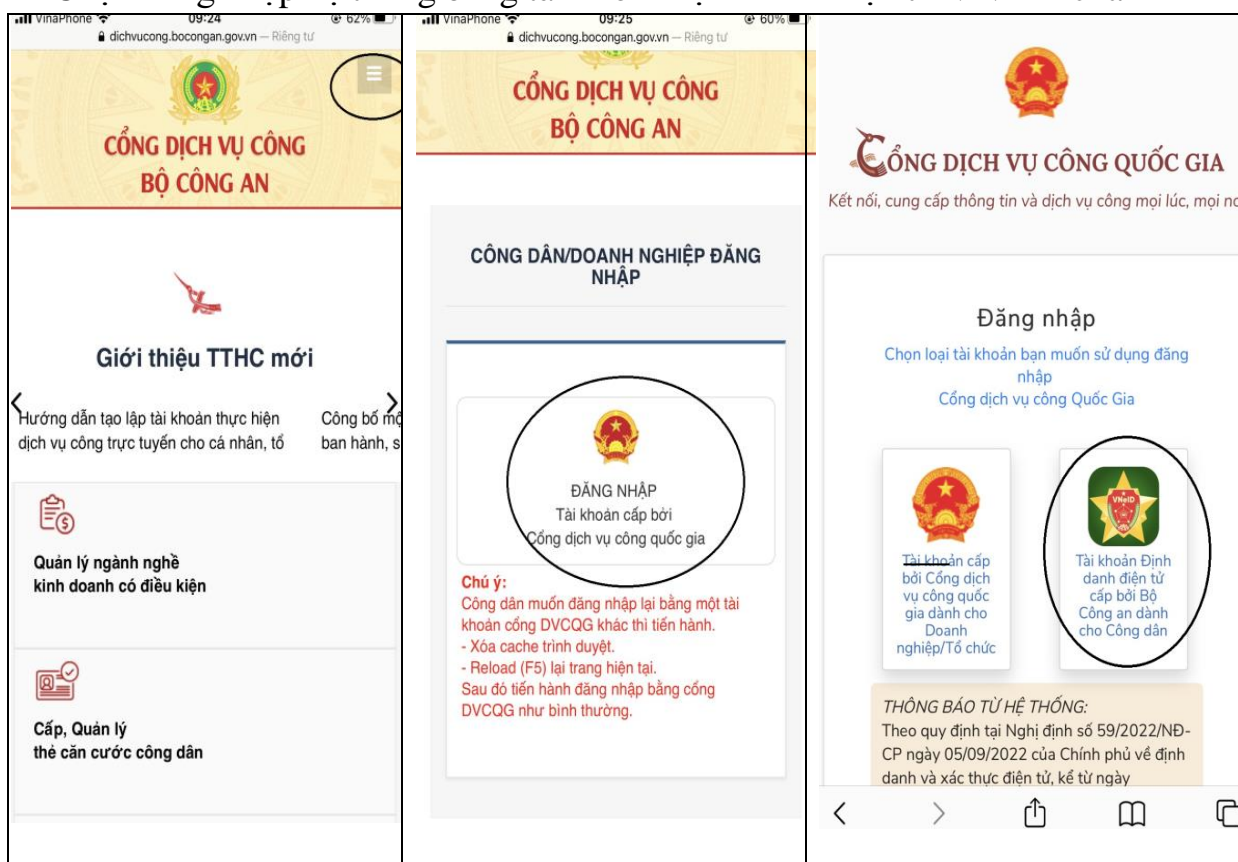 VinaPhone 09:24 62%
dichvucong.bocongan.gov.vn — Riêng tư
CỔNG DỊCH VỤ CÔNG
BỘ CÔNG AN
Giới thiệu TTHC mới
Hướng dẫn tạo lập tài khoản thực hiện
dịch vụ công trực tuyến cho cá nhân, tổ
Công bố
ban hành,
Quản lý ngành nghề
kinh doanh có điều kiện
Cấp, Quản lý
thẻ căn cước công dân
VinaPhone 09:25 60%
dichvucong.bocongan.gov.vn — Riêng tư
CỔNG DỊCH VỤ CÔNG
BỘ CÔNG AN
CÔNG DÂN/DOANH NGHIỆP ĐĂNG
NHẬP
ĐĂNG NHẬP
Tài khoản cấp bởi
Cổng dịch vụ công quốc gia
Chú ý:
Công dân muốn đăng nhập lại bằng một tài
khoản cổng DVCQG khác thì tiến hành.
- Xóa cache trình duyệt.
- Reload (F5) lại trang hiện tại.
Sau đó tiến hành đăng nhập bằng cổng
DVCQG như bình thường.
CỔNG DỊCH VỤ CÔNG QUỐC GIA
Kết nối, cung cấp thông tin và dịch vụ công mọi lúc, mọi
Đăng nhập
Chọn loại tài khoản bạn muốn sử dụng đăng
nhập
Cổng dịch vụ công Quốc Gia
Tài khoản cấp
bởi Cổng dịch
vụ công quốc
gia dành cho
Doanh
nghiệp/Tổ chức
VNeID
Tài khoản Định
danh điện tử
cấp bởi Bộ
Công an dành
cho Công dân
THÔNG BÁO TỪ HỆ THỐNG:
Theo quy định tại Nghị định số 59/2022/NĐ-
CP ngày 05/09/2022 của Chính phủ về định
danh và xác thực điện tử, kể từ ngày